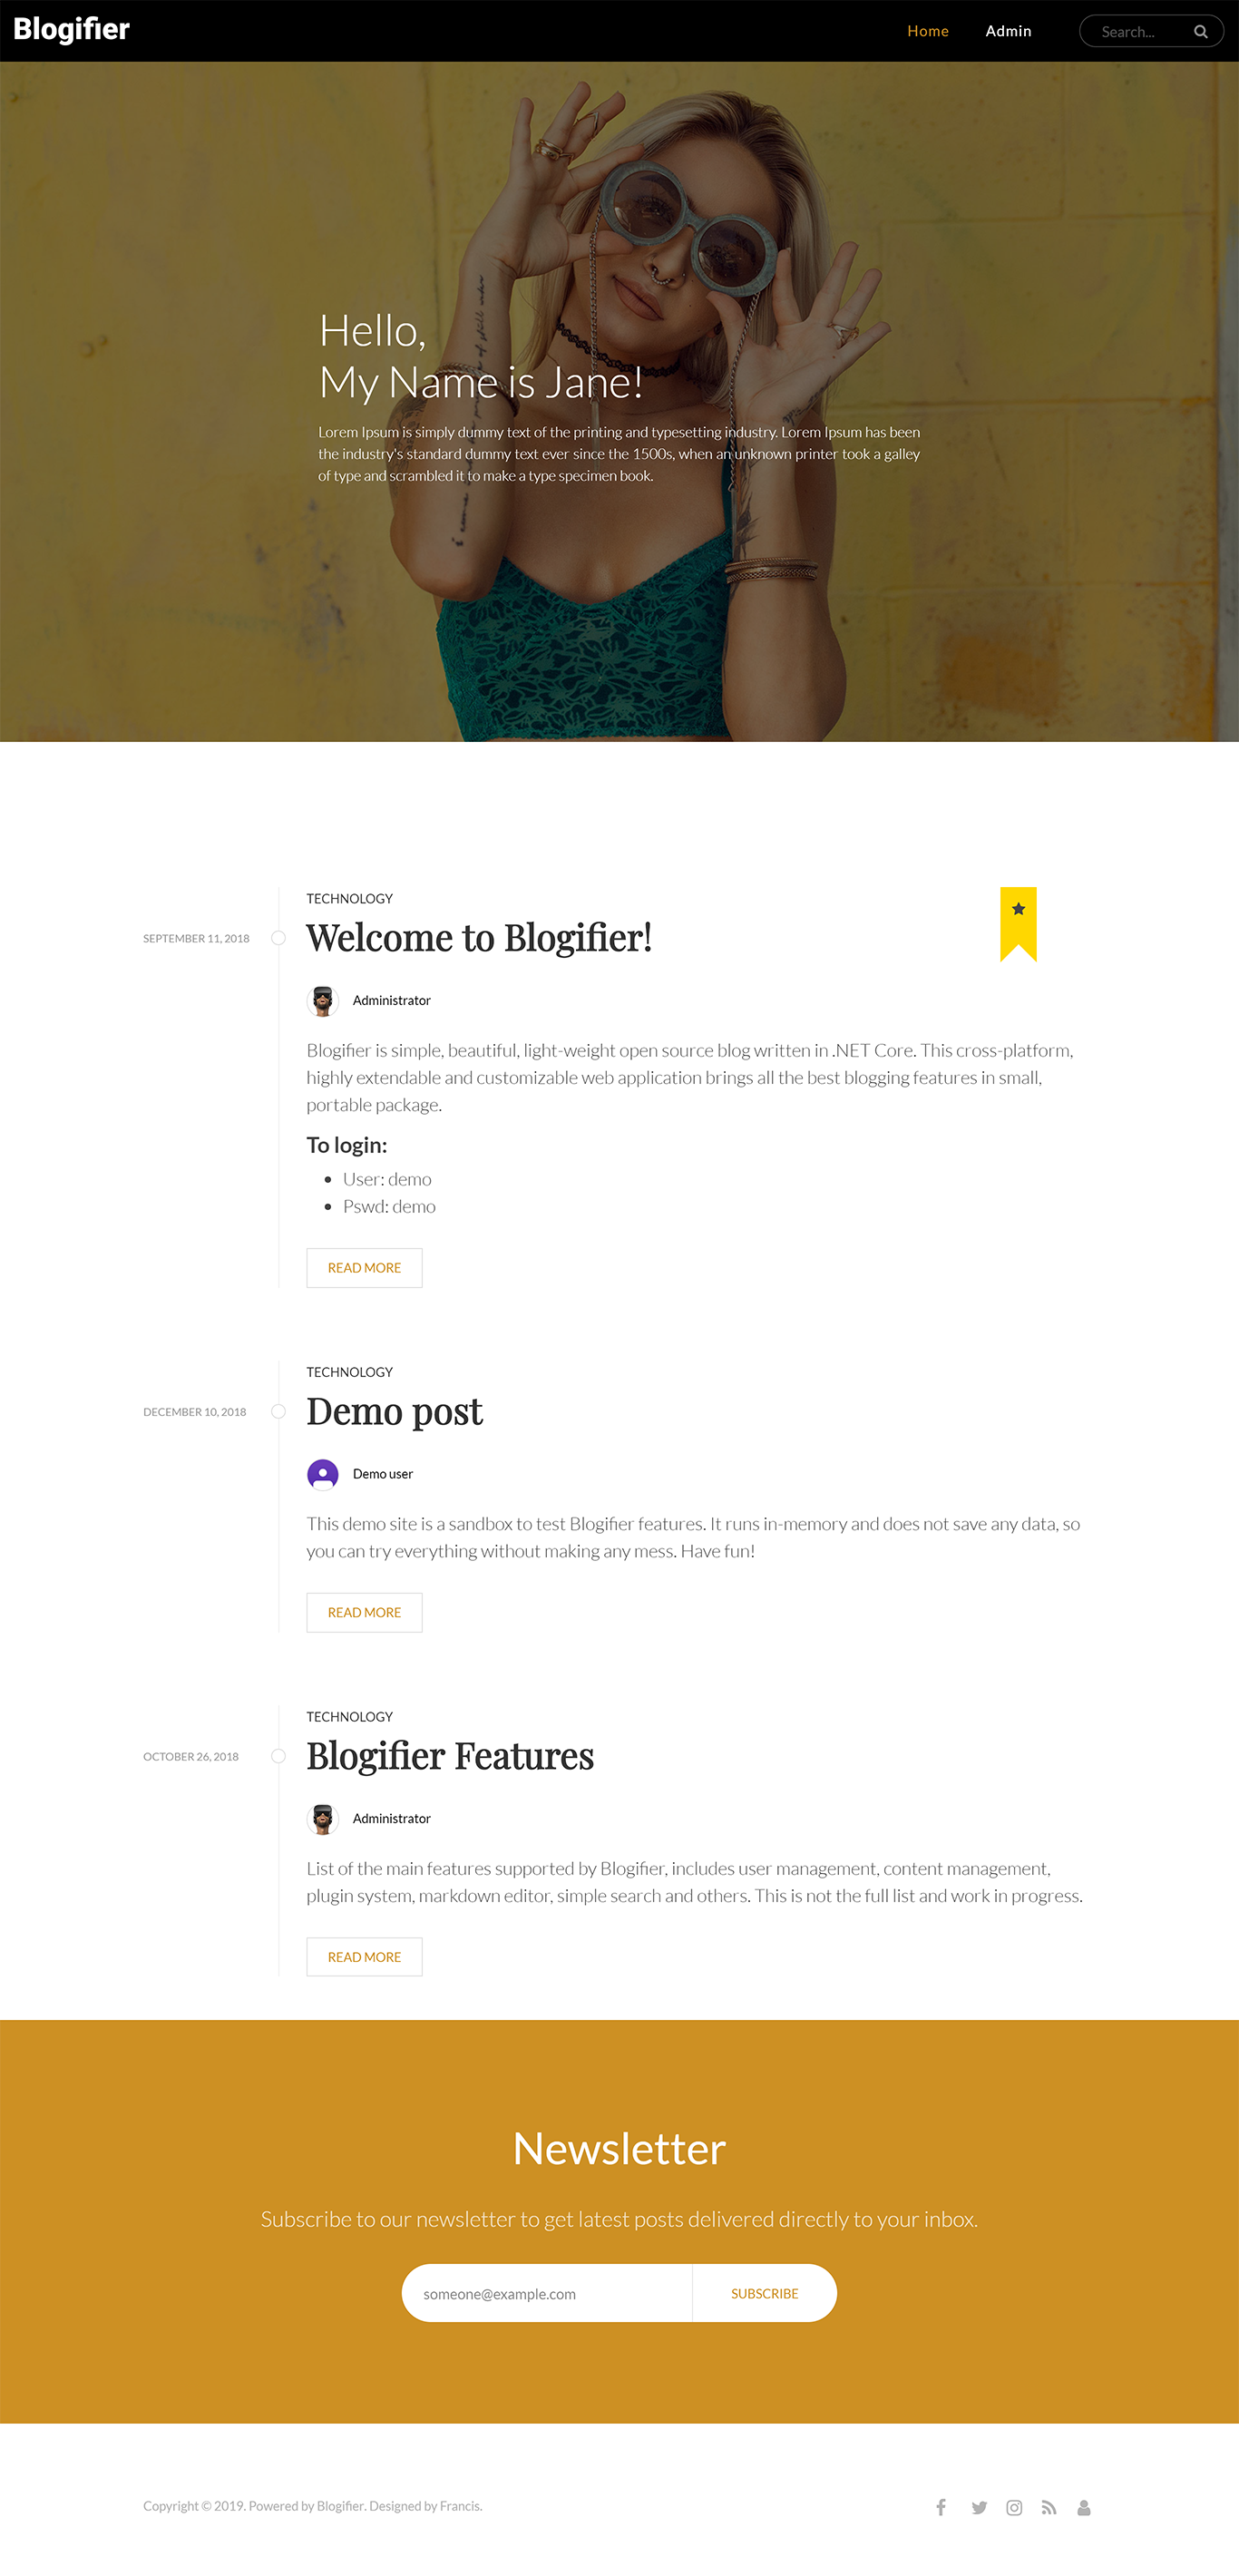 Blogifier
Home
Admin
Search...
Hello,
My Name is Jane!
Lorem Ipsum is simply dummy text of the printing and typesetting industry. Lorem Ipsum has been
the industry's standard dummy text ever since the 1500s, when an unknown printer took a galley
of type and scrambled it to make a type specimen book.
TECHNOLOGY
SEPTEMBER 11, 2018
Welcome to Blogifier!
Administrator
Blogifier is simple, beautiful, light-weight open source blog written in .NET Core. This cross-platform,
highly extendable and customizable web application brings all the best blogging features in small,
portable package.
To login:
• User: demo
• Pswd: demo
READ MORE
TECHNOLOGY
DECEMBER 10, 2018
Demo post
Demo user
This demo site is a sandbox to test Blogifier features. It runs in-memory and does not save any data, so
you can try everything without making any mess. Have fun!
READ MORE
TECHNOLOGY
OCTOBER 26, 2018
Blogifier Features
Administrator
List of the main features supported by Blogifier, includes user management, content management,
plugin system, markdown editor, simple search and others. This is not the full list and work in progress.
READ MORE
Newsletter
Subscribe to our newsletter to get latest posts delivered directly to your inbox.
someone@example.com
SUBSCRIBE
Copyright © 2019. Powered by Blogifier. Designed by Francis.